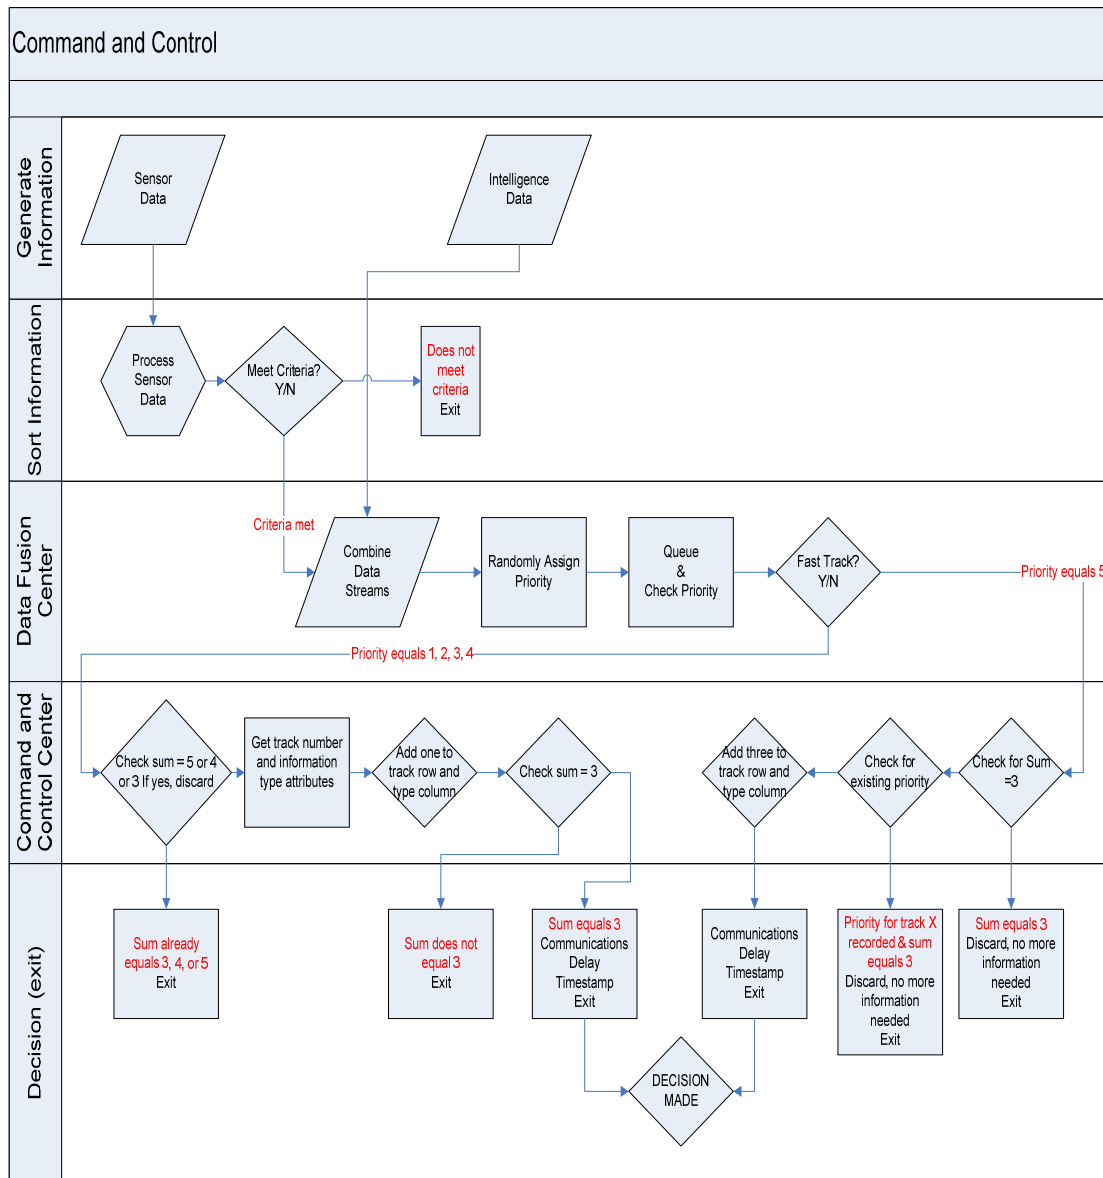 Command and Control
Generate
Information
Sensor
Data
Intelligence
Data
Sort Information
Process
Sensor
Data
Meet Criteria?
Y/N
Does not
meet
criteria
Exit
Data Fusion
Center
Criteria met
Combine
Data
Streams
Randomly Assign
Priority
Queue
&
Check Priority
Fast Track?
Y/N
Priority equals 5
Priority equals 1, 2, 3, 4
Command and
Control Center
Check sum = 5 or 4
or 3 If yes, discard
Get track number
and information
type attributes
Add one to
track row and
type column
Check sum = 3
Add three to
track row and
type column
Check for
existing priority
Check for Sum
=3
Decision (exit)
Sum already
equals 3, 4, or 5
Exit
Sum does not
equal 3
Exit
Sum equals 3
Communications
Delay
Timestamp
Exit
Communications
Delay
Timestamp
Exit
Priority for track X
recorded & sum
equals 3
Discard, no more
information
needed
Exit
Sum equals 3
Discard, no more
information
needed
Exit
DECISION
MADE